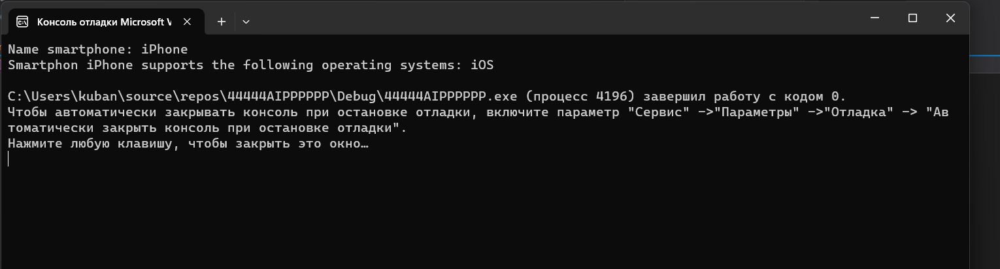 Консоль отладки Microsoft V
Name smartphone: iPhone
Smartphon iPhone supports the following operating systems: iOS
C:\Users\kuban\source\repos\44444AIPPPPPP\Debug\44444AIPPPPPP.exe (процесс 4196) завершил работу с кодом 0.
Чтобы автоматически закрывать консоль при остановке отладки, включите параметр "Сервис" ->"Параметры" ->"Отладка" -> "Ав
томатически закрыть консоль при остановке отладки".
Нажмите любую клавишу, чтобы закрыть это окно…